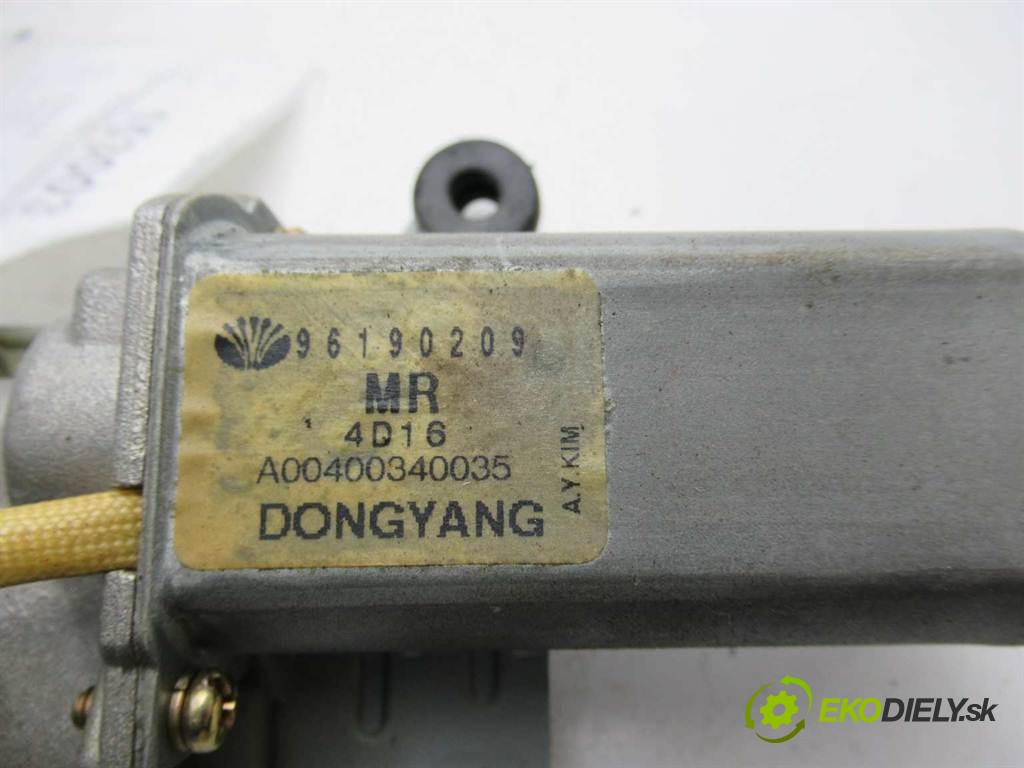 96190209
MR
4D16
A00400340035
DONGYANG
A.Y.KIM
EKODIELY.sk